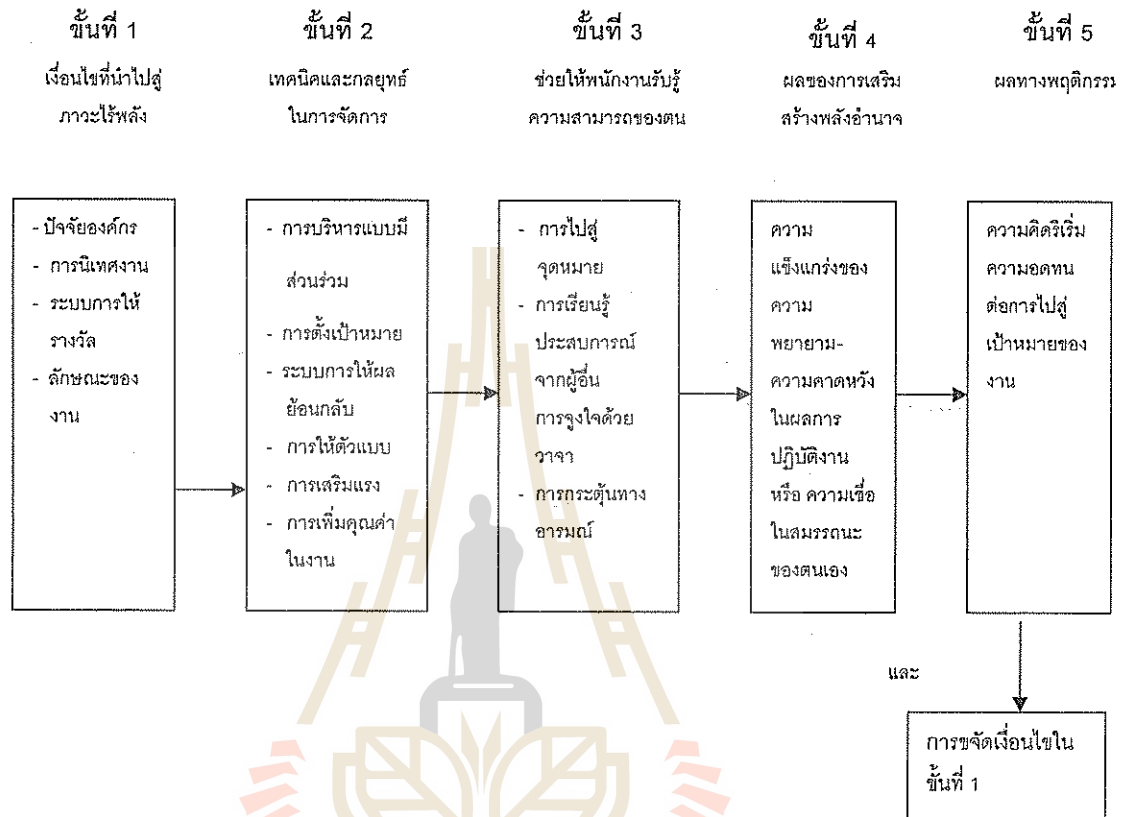 ขั้นที่ 1
เงื่อนไขที่นำไปสู่
ภาวะไร้พลัง
ขั้นที่ 2
เทคนิคและกลยุทธ์
ในการจัดการ
ขั้นที่ 3
ช่วยให้พนักงานรับรู้
ความสามารถของตน
ขั้นที่ 4
ผลของการเสริม
สร้างพลังอำนาจ
ขั้นที่ 5
ผลทางพฤติกรรม
- ปัจจัยองค์กร
- การนิเทศงาน
- ระบบการให้
รางวัล
- ลักษณะของ
งาน
- การบริหารแบบมี
ส่วนร่วม
- การตั้งเป้าหมาย
- ระบบการให้ผล
ย้อนกลับ
- การให้ตัวแบบ
- การเสริมแรง
- การเพิ่มคุณค่า
ในงาน
- การไปสู่
จุดหมาย
- การเรียนรู้
ประสบการณ์
จากผู้อื่น
การจูงใจด้วย
วาจา
- การกระตุ้นทาง
อารมณ์
ความ
แข็งแกร่งของ
ความ
พยายาม-
ความคาดหวัง
ในผลการ
ปฏิบัติงาน
หรือ ความเชื่อ
ในสมรรถนะ
ของตนเอง
ความคิดริเริ่ม
ความอดทน
ต่อการไปสู่
เป้าหมายของ
งาน
และ
การขจัดเงื่อนไขใน
ขั้นที่ 1